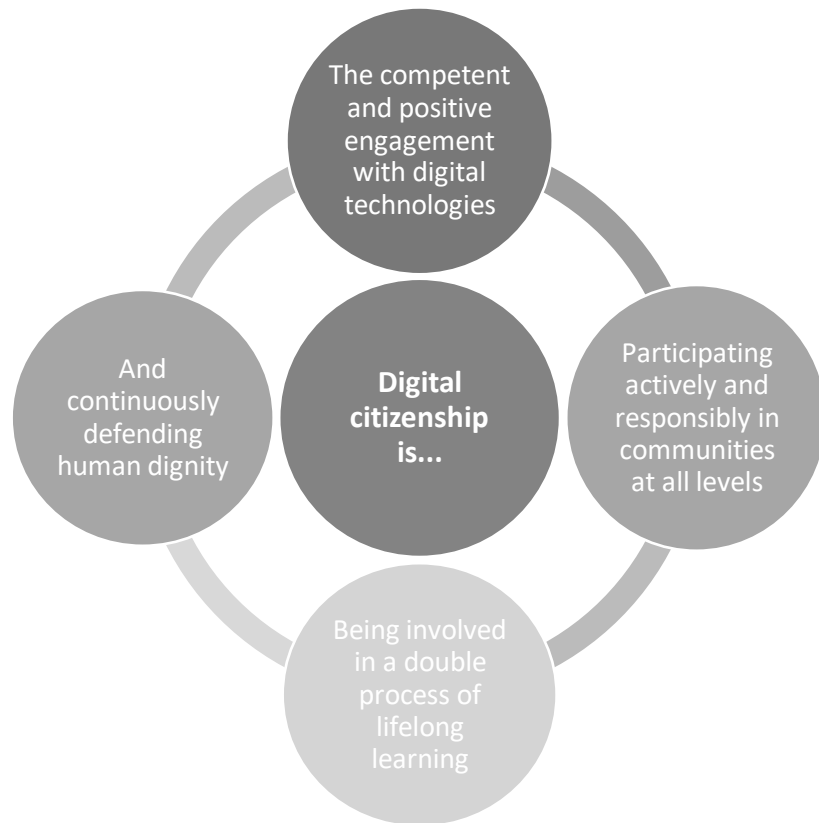 The competent
and positive
engagement
with digital
technologies
Participating
actively and
responsibly in
communities
at all levels
Being involved
in a double
process of
lifelong
learning
And
continuously
defending
human dignity
Digital
citizenship
is...